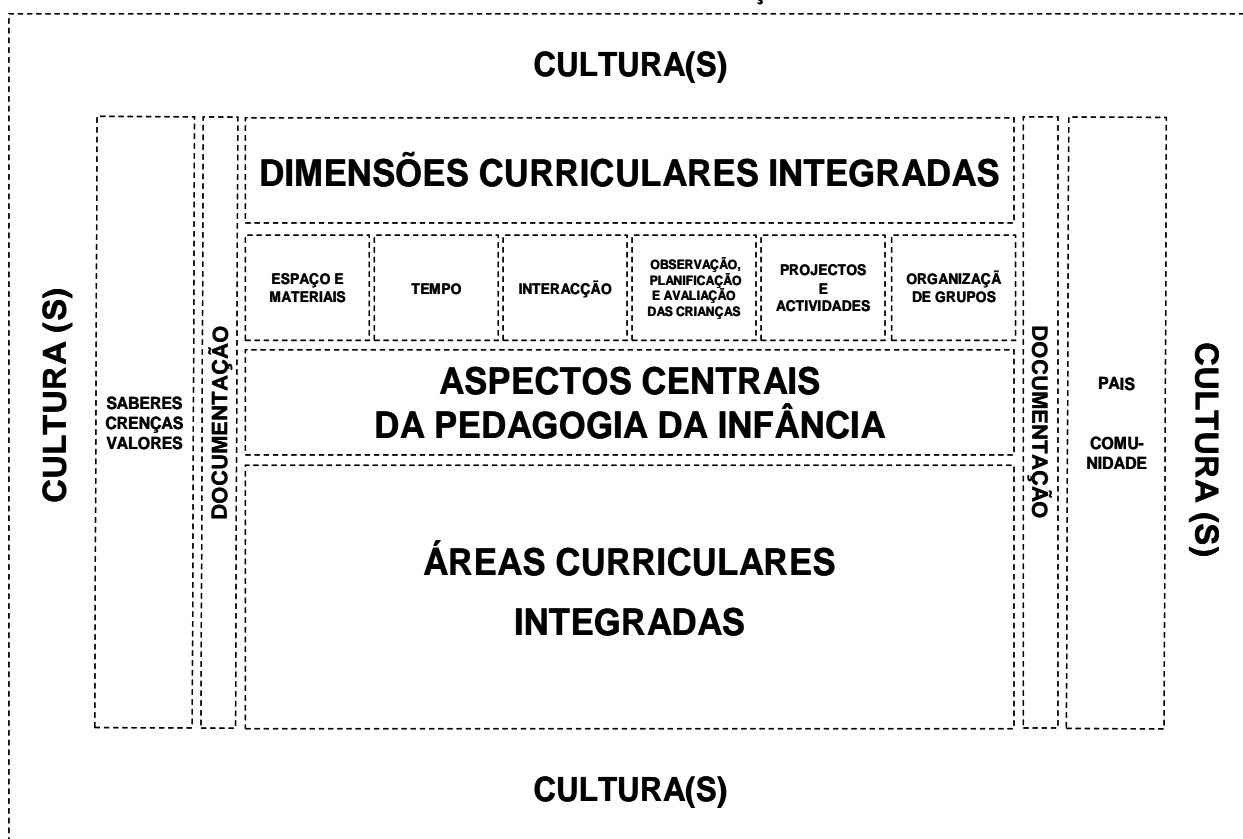 CULTURA(S)
DIMENSÕES CURRICULARES INTEGRADAS
ESPAÇO E
MATERIAIS
TEMPO
INTERACÇÃO
OBSERVAÇÃO,
PLANIFICAÇÃO
E AVALIAÇÃO
DAS CRIANÇAS
PROJECTOS
E
ACTIVIDADES
ORGANIZAÇÃ
DE GRUPOS
CULTURA (S)
SABERES
CRENÇAS
VALORES
DOCUMENTAÇÃO
ASPECTOS CENTRAIS
DA PEDAGOGIA DA INFÂNCIA
ÁREAS CURRICULARES
INTEGRADAS
DOCUMENTAÇÃO
PAIS
COMU-
NIDADE
CULTURA (S)
CULTURA(S)